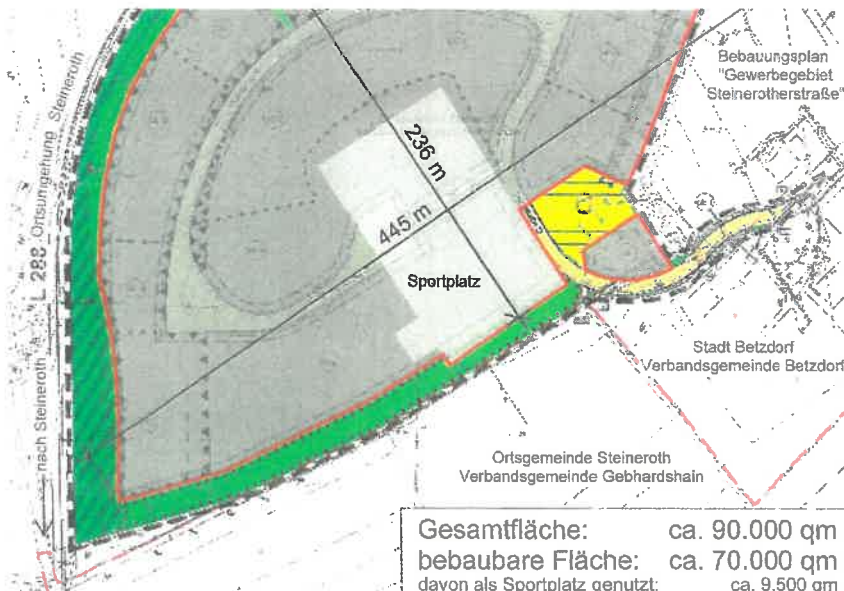 Bebauungsplan
"Gewerbegebiet
Steinerotherstraße"
nach Steineroth
L 288 Ortsumgehung Steineroth
236 m
445 m
Sportplatz
Stadt Betzdorf
Verbandsgemeinde Betzdorf
Ortsgemeinde Steineroth
Verbandsgemeinde Gebhardshain
Gesamtfläche: ca. 90.000 qm
bebaubare Fläche: ca. 70.000 qm
davon als Sportplatz genutzt: ca. 9.500 qm